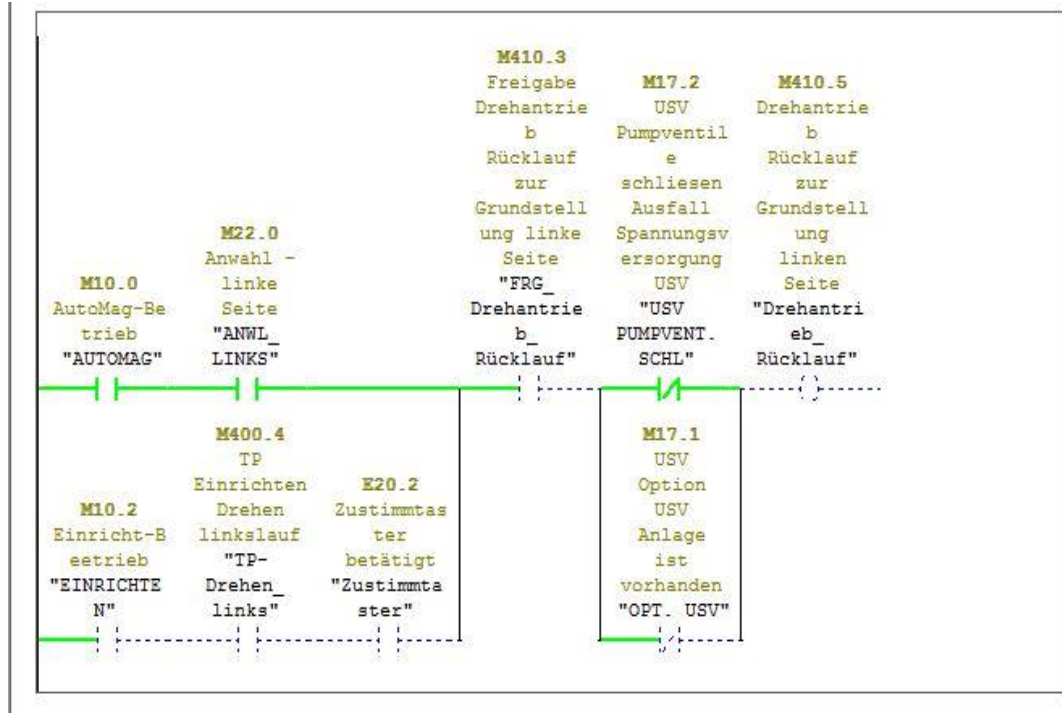 M10.0
AutoMag-Be
trieb
"AUTOMAG"
M22.0
Anwahl -
linke
Seite
"ANWL_
LINKS"
M410.3
Freigabe
Drehantrie
b
Rücklauf
zur
Grundstell
ung linke
Seite
"FRG_
Drehantrie
b_
Rücklauf"
M17.2
USV
Pumpventil
e
schliesen
Ausfall
Spannungsv
ersorgung
USV
"USV
PUMPVENT.
SCHL"
M410.5
Drehantrie
b
Rücklauf
zur
Grundstell
ung
linken
Seite
"Drehantri
eb_
Rücklauf"
M10.2
Einricht-B
eetrieb
"EINRICHTE
N"
M400.4
TP
Einrichten
Drehen
linkslauf
"TP-
Drehen_
links"
E20.2
Zustimmtas
ter
betätigt
"Zustimmta
ster"
M17.1
USV
Option
USV
Anlage
ist
vorhanden
"OPT. USV"